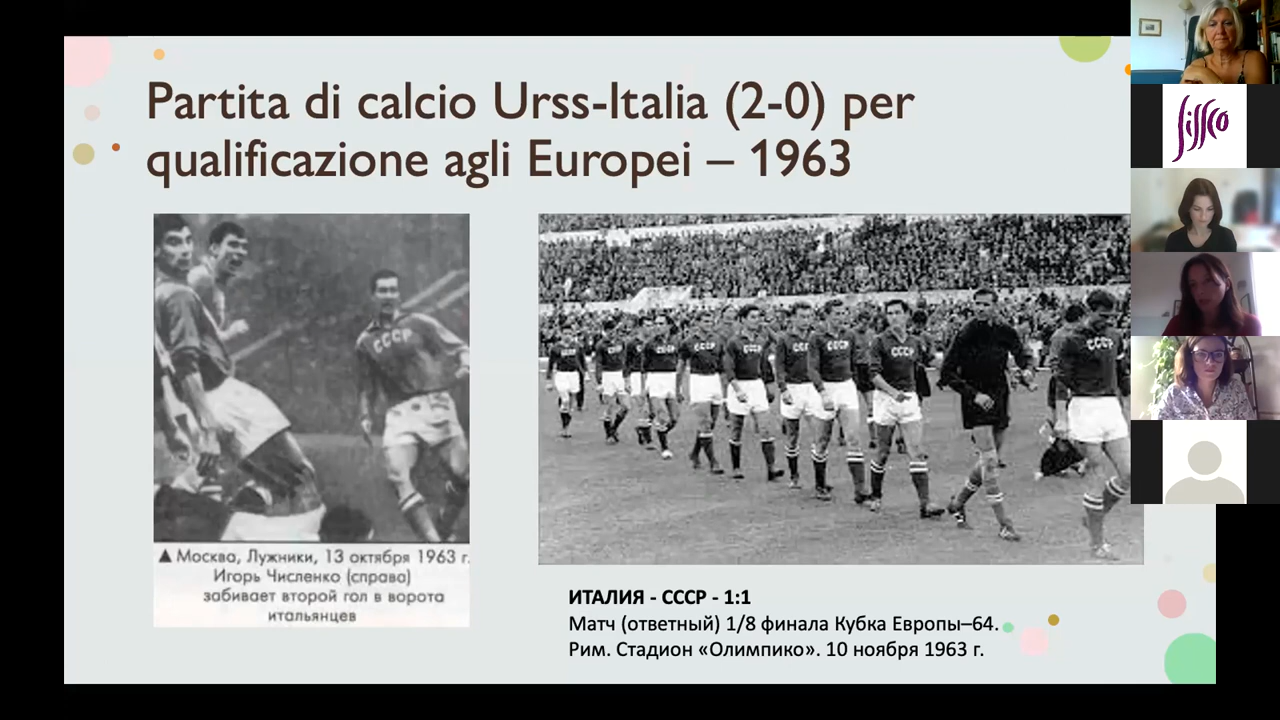 Partita di calcio Urss-Italia (2-0) per
qualificazione agli Europei – 1963
СССР
▲ Москва, Лужники, 13 октября 1963 г.
Игорь Численко (справа)
забивает второй гол в ворота
итальянцев
СССР
СССР
СССР
ИТАЛИЯ - СССР - 1:1
Матч (ответный) 1/8 финала Кубка Европы–64.
Рим. Стадион «Олимпико». 10 ноября 1963 г.